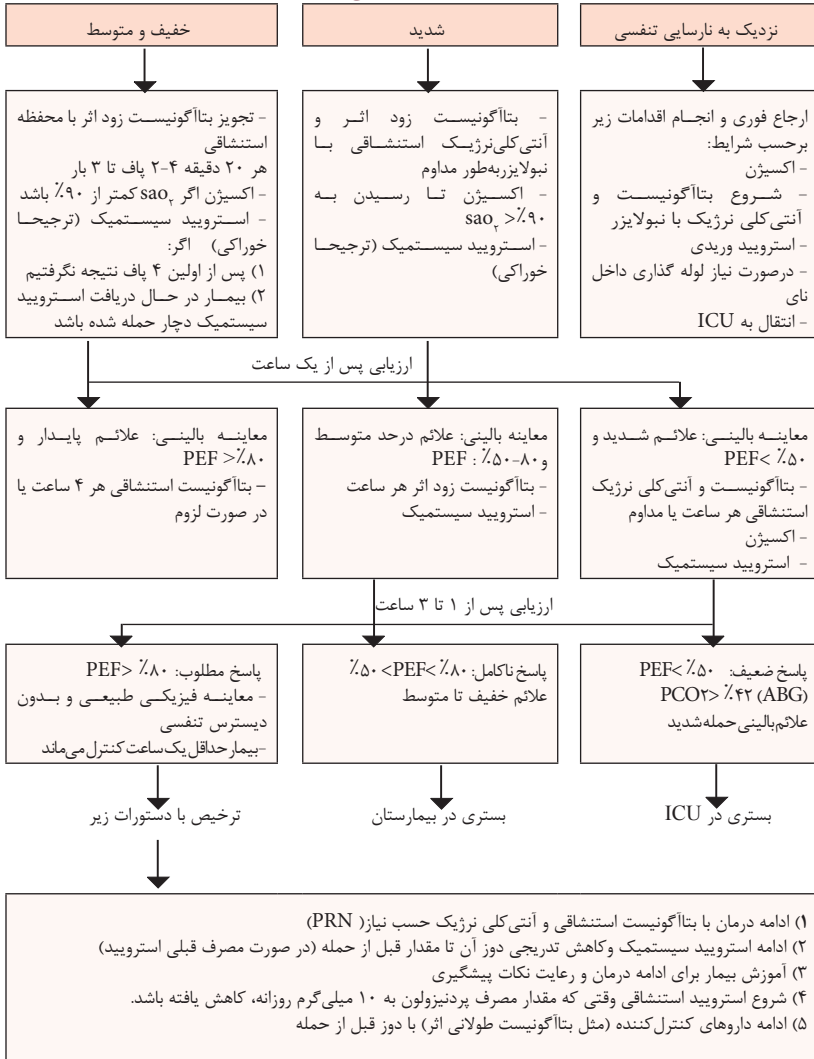 نزدیک به نارسایی تنفسی
شدید
خفیف و متوسط
ارجاع فوری و انجام اقدامات زیر
برحسب شرایط:
- اکسیژن
- شروع بتاآگونیست و
آنتی‌کلی نرژیک با نبولایزر
- استرویید وریدی
- درصورت نیاز لوله گذاری داخل
نای
- انتقال به ICU
- بتاآگونیست زود اثر و
آنتی‌کلی‌نرژیک استنشاقی با
نبولایزربه‌طور مداوم
- اکسیژن تا رسیدن به
sao₂ >٪۹۰
- استرویید سیستمیک (ترجیحا
خوراکی)
- تجویز بتاآگونیست زود اثر با محفظه
استنشاقی
هر ۲۰ دقیقه ۴-۲ پاف تا ۳ بار
- اکسیژن اگر sao₂ کمتر از ۹۰٪ باشد
- استرویید سیستمیک (ترجیحا
خوراکی) اگر:
۱) پس از اولین ۴ پاف نتیجه نگرفتیم
۲) بیمار در حال دریافت استرویید
سیستمیک دچار حمله شده باشد
ارزیابی پس از یک ساعت
معاینه بالینی: علائم شدید و
PEF< ٪۵۰
- بتاآگونیست و آنتی‌کلی نرژیک
استنشاقی هر ساعت یا مداوم
- اکسیژن
- استرویید سیستمیک
معاینه بالینی: علائم درحد متوسط
و PEF : ٪۵۰-۸۰
- بتاآگونیست زود اثر هر ساعت
- استرویید سیستمیک
معاینه بالینی: علائم پایدار و
PEF >٪۸۰
– بتاآگونیست استنشاقی هر ۴ ساعت یا
در صورت لزوم
ارزیابی پس از ۱ تا ۳ ساعت
پاسخ ضعیف: PEF< ٪۵۰
PCO۲> ٪۴۲ (ABG)
علائم‌بالینی‌حمله‌شدید
پاسخ ناکامل: ٪۵۰ <PEF< ٪۸۰
علائم خفیف تا متوسط
پاسخ مطلوب: PEF> ٪۸۰
- معاینه فیزیکی طبیعی و بدون
دیسترس تنفسی
-بیمارحداقل‌یک‌ساعت‌کنترل‌می‌ماند
بستری در ICU
بستری در بیمارستان
ترخیص با دستورات زیر
۱) ادامه درمان با بتاآگونیست استنشاقی و آنتی‌کلی نرژیک حسب نیاز( PRN)
۲) ادامه استرویید سیستمیک وکاهش تدریجی دوز آن تا مقدار قبل از حمله (در صورت مصرف قبلی استرویید)
۳) آموزش بیمار برای ادامه درمان و رعایت نکات پیشگیری
۴) شروع استرویید استنشاقی وقتی که مقدار مصرف پردنیزولون به ۱۰ میلی‌گرم روزانه، کاهش یافته باشد.
۵) ادامه داروهای کنترل‌کننده (مثل بتاآگونیست طولانی اثر) با دوز قبل از حمله